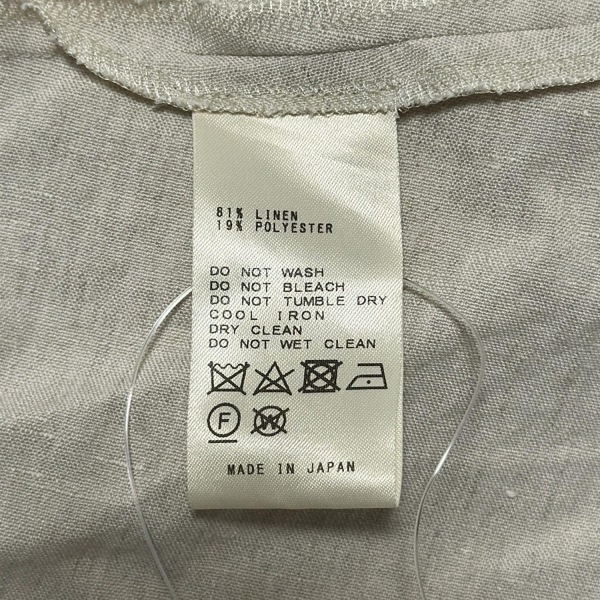 81% LINEN
19% POLYESTER
DO NOT WASH
DO NOT BLEACH
DO NOT TUMBLE DRY
COOL IRON
DRY CLEAN
DO NOT WET CLEAN
F W
MADE IN JAPAN